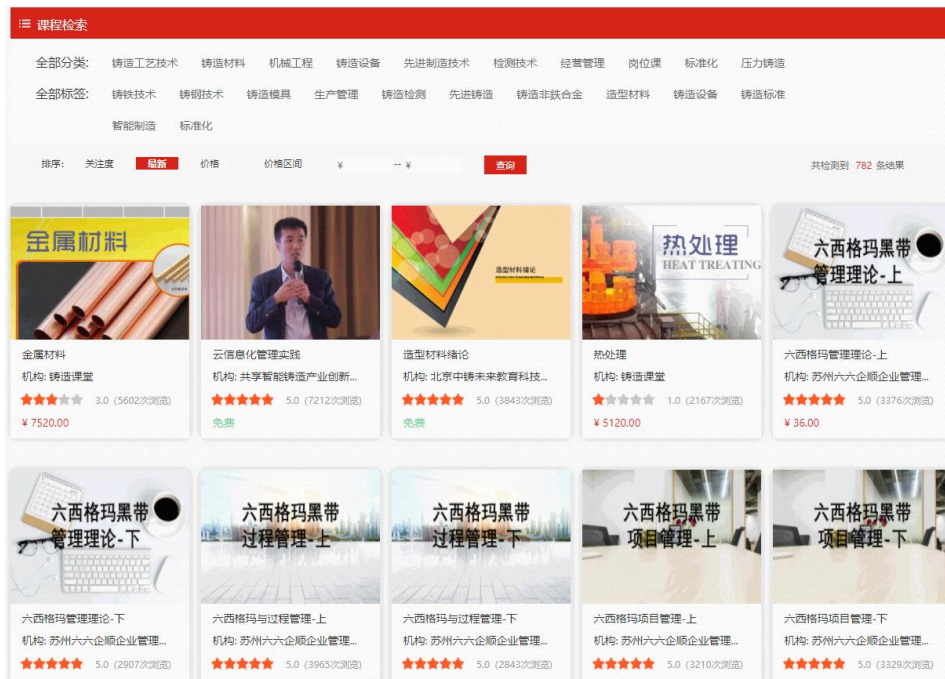 课程检索
全部分类: 铸造工艺技术 铸造材料 机械工程 铸造设备 先进制造技术 检测技术 经营管理 岗位课 标准化 压力铸造
全部标签: 铸铁技术 铸钢技术 铸造模具 生产管理 铸造检测 先进铸造 铸造非鉄合金 造型材料 铸造设备 铸造标准
智能制造 标准化
排序: 关注度 最新 价格 价格区间 ¥ -- ¥ 查询 共检测到 782 条结果
金属材料
造型材料绪论
热处理
HEAT TREATING
六西格玛黑带
管理理论-上
金属材料 云信息化管理实践 造型材料绪论 热处理 六西格玛管理理论-上
机构: 铸造课堂 机构: 共享智能铸造产业创新... 机构: 北京中铸未来教育科技... 机构: 铸造课堂 机构: 苏州六六企顺企业管理...
3.0 (5602次浏览) 5.0 (7212次浏览) 5.0 (3843次浏览) 1.0 (2167次浏览) 5.0 (3376次浏览)
¥ 7520.00 免费 免费 ¥ 5120.00 ¥ 36.00
六西格玛黑带 六西格玛黑带 六西格玛黑带 六西格玛黑带 六西格玛黑带
管理理论-下 过程管理-上 过程管理-下 项目管理-上 项目管理-下
六西格玛管理理论-下 六西格玛与过程管理-上 六西格玛与过程管理-下 六西格玛项目管理-上 六西格玛项目管理-下
机构: 苏州六六企顺企业管理... 机构: 苏州六六企顺企业管理... 机构: 苏州六六企顺企业管理... 机构: 苏州六六企顺企业管理... 机构: 苏州六六企顺企业管理...
5.0 (2907次浏览) 5.0 (3965次浏览) 5.0 (2843次浏览) 5.0 (3210次浏览) 5.0 (3329次浏览)